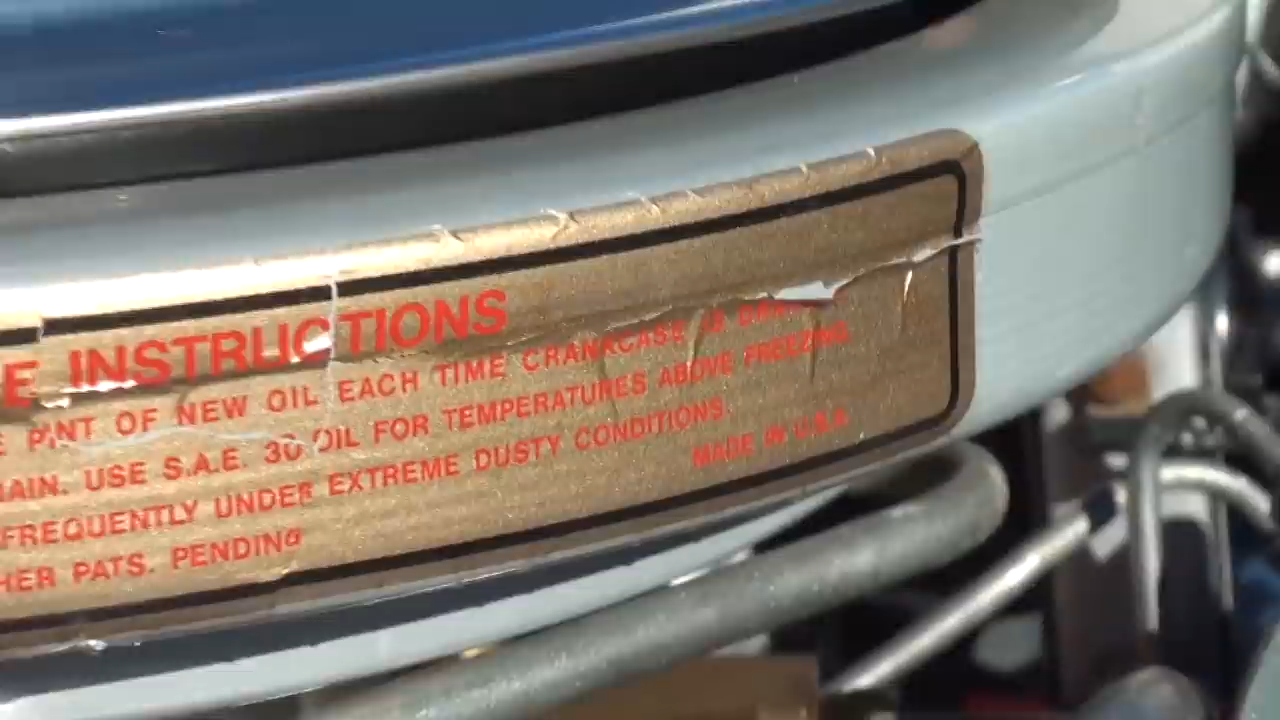 E INSTRUCTIONS
E PINT OF NEW OIL EACH TIME CRANKCASE IS
AIN. USE S.A.E. 30 OIL FOR TEMPERATURES ABOVE FREEZING
FREQUENTLY UNDER EXTREME DUSTY CONDITIONS.
HER PATS. PENDING
MADE IN U.S.A.